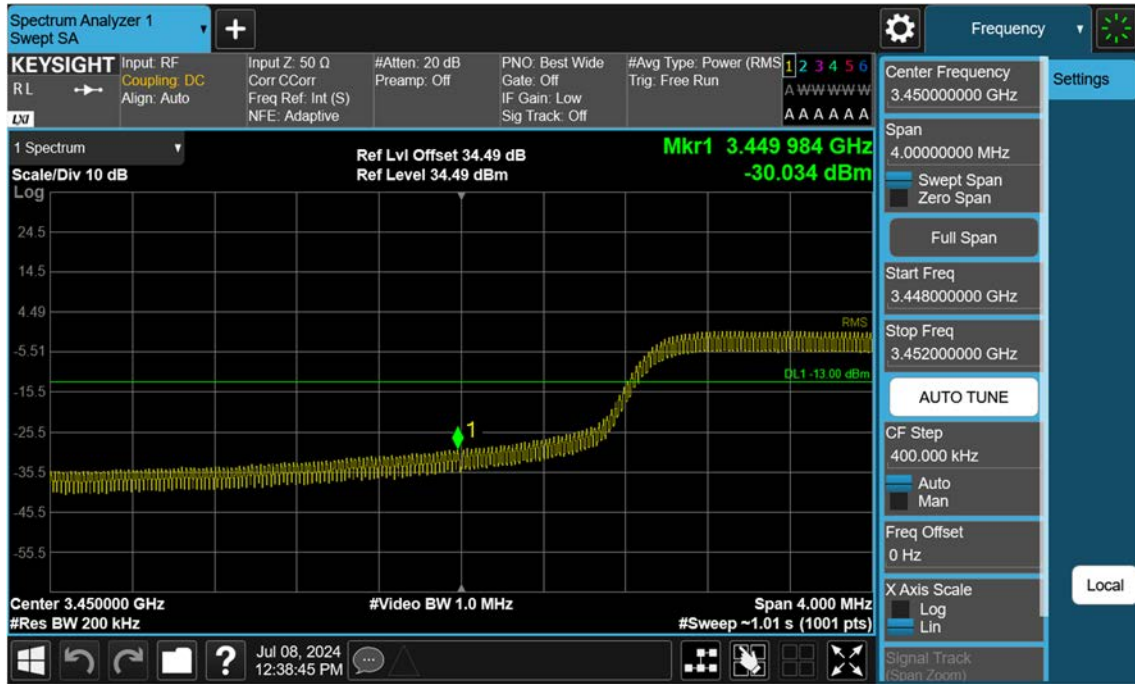 Spectrum Analyzer 1
Swept SA
+
Frequency
KEYSIGHT
RL
LXI
Input: RF
Coupling: DC
Align: Auto
Input Z: 50 Ω
Corr CCorr
Freq Ref: Int (S)
NFE: Adaptive
#Atten: 20 dB
Preamp: Off
PNO: Best Wide
Gate: Off
IF Gain: Low
Sig Track: Off
#Avg Type: Power (RMS
Trig: Free Run
1 2 3 4 5 6
A W W W W W
A A A A A A
1 Spectrum
Scale/Div 10 dB
Ref Lvl Offset 34.49 dB
Ref Level 34.49 dBm
Mkr1 3.449 984 GHz
-30.034 dBm
Log
24.5
14.5
4.49
-5.51
-15.5
-25.5
-35.5
-45.5
-55.5
RMS
DL1 -13.00 dBm
1
Center 3.450000 GHz
#Res BW 200 kHz
#Video BW 1.0 MHz
Span 4.000 MHz
#Sweep ~1.01 s (1001 pts)
Center Frequency
3.450000000 GHz
Span
4.00000000 MHz
Swept Span
Zero Span
Full Span
Start Freq
3.448000000 GHz
Stop Freq
3.452000000 GHz
AUTO TUNE
CF Step
400.000 kHz
Auto
Man
Freq Offset
0 Hz
X Axis Scale
Log
Lin
Signal Track
(Span Zoom)
Settings
Local
?
Jul 08, 2024
12:38:45 PM